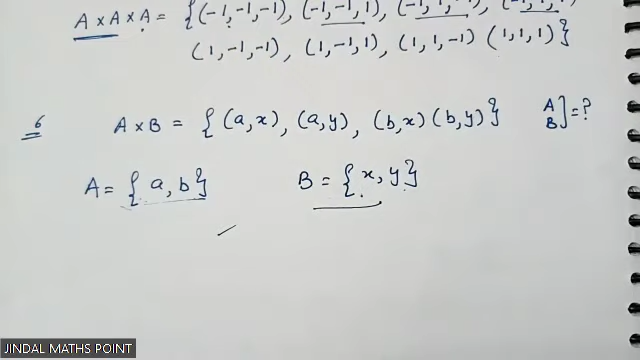 A × A × A = {(-1,-1,-1), (-1,-1,1), (-1,1,-1), (-1,1,1)
(1,-1,-1), (1,-1,1), (1,1,-1) (1,1,1)}
6 A × B = {(a,x), (a,y), (b,x) (b,y)} A B ] = ?
A = {a,b} B = {x,y}
JINDAL MATHS POINT